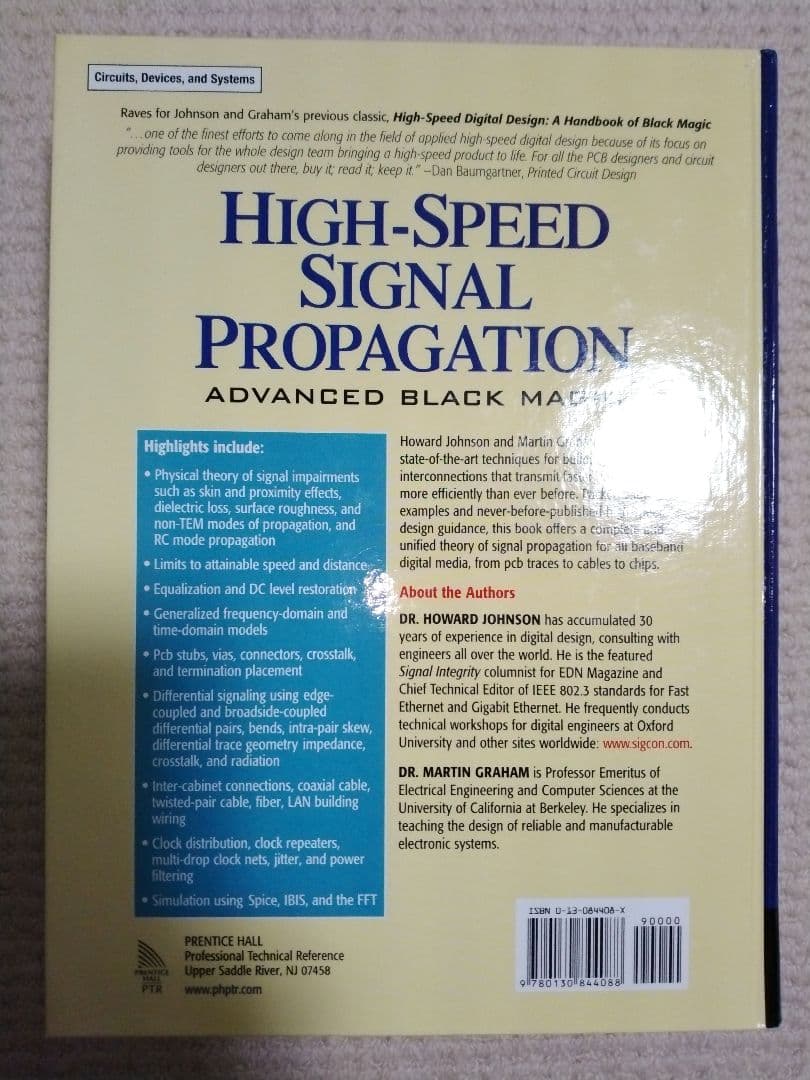 Circuits, Devices, and Systems
Raves for Johnson and Graham's previous classic, High-Speed Digital Design: A Handbook of Black Magic
"...one of the finest efforts to come along in the field of applied high-speed digital design because of its focus on
providing tools for the whole design team bringing a high-speed product to life. For all the PCB designers and circuit
designers out there, buy it; read it; keep it." –Dan Baumgartner, Printed Circuit Design
HIGH-SPEED
SIGNAL
PROPAGATION
ADVANCED BLACK
Highlights include:
• Physical theory of signal impairments
such as skin and proximity effects,
dielectric loss, surface roughness, and
non-TEM modes of propagation, and
RC mode propagation
• Limits to attainable speed and distance
• Equalization and DC level restoration
• Generalized frequency-domain and
time-domain models
• Pcb stubs, vias, connectors, crosstalk,
and termination placement
• Differential signaling using edge-
coupled and broadside-coupled
differential pairs, bends, intra-pair skew,
differential trace geometry impedance,
crosstalk, and radiation
• Inter-cabinet connections, coaxial cable,
twisted-pair cable, fiber, LAN building
wiring
• Clock distribution, clock repeaters,
multi-drop clock nets, jitter, and power
filtering
• Simulation using Spice, IBIS, and the FFT
Howard Johnson and Martin
state-of-the-art techniques for
interconnections that transmit
more efficiently than ever before.
examples and never-before-published
design guidance, this book offers a complete and
unified theory of signal propagation for all baseband
digital media, from pcb traces to cables to chips.
About the Authors
DR. HOWARD JOHNSON has accumulated 30
years of experience in digital design, consulting with
engineers all over the world. He is the featured
Signal Integrity columnist for EDN Magazine and
Chief Technical Editor of IEEE 802.3 standards for Fast
Ethernet and Gigabit Ethernet. He frequently conducts
technical workshops for digital engineers at Oxford
University and other sites worldwide: www.sigcon.com.
DR. MARTIN GRAHAM is Professor Emeritus of
Electrical Engineering and Computer Sciences at the
University of California at Berkeley. He specializes in
teaching the design of reliable and manufacturable
electronic systems.
PRENTICE HALL
Professional Technical Reference
Upper Saddle River, NJ 07458
www.phptr.com
PRENTICE
HALL
PTR
ISBN 0-13-084408-X
90000
9 780130 844088